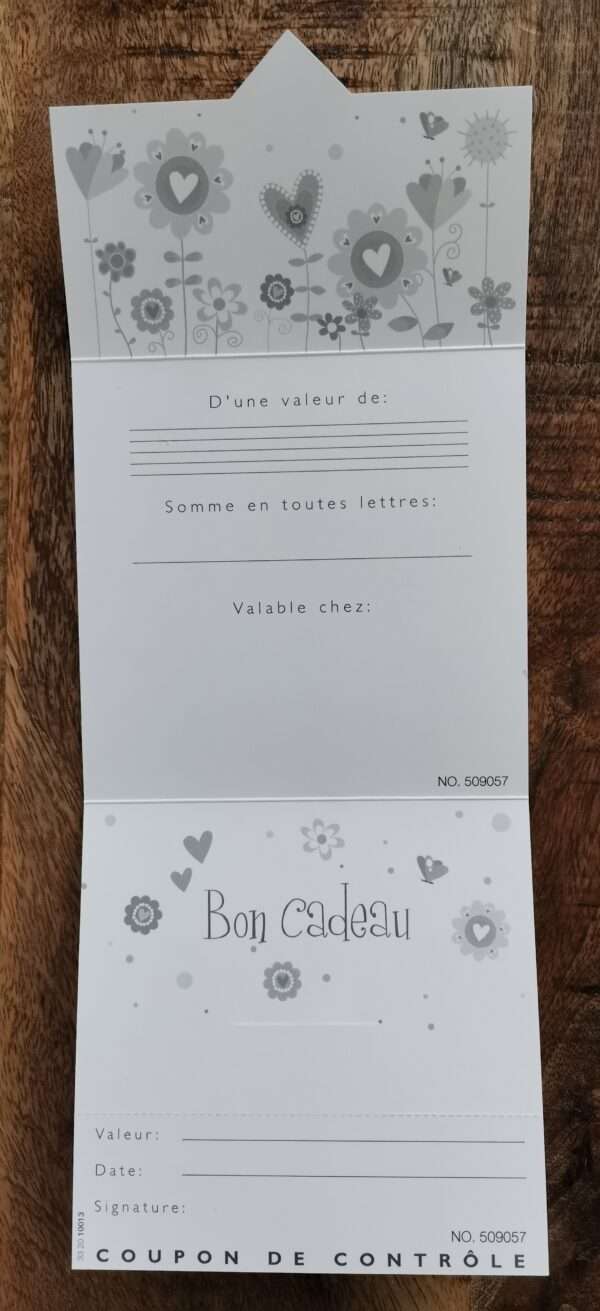 D'une valeur de:
Somme en toutes lettres:
Valable chez:
NO. 509057
Bon cadeau
Valeur:
Date:
Signature:
NO. 509057
COUPON DE CONTRÔLE
10013